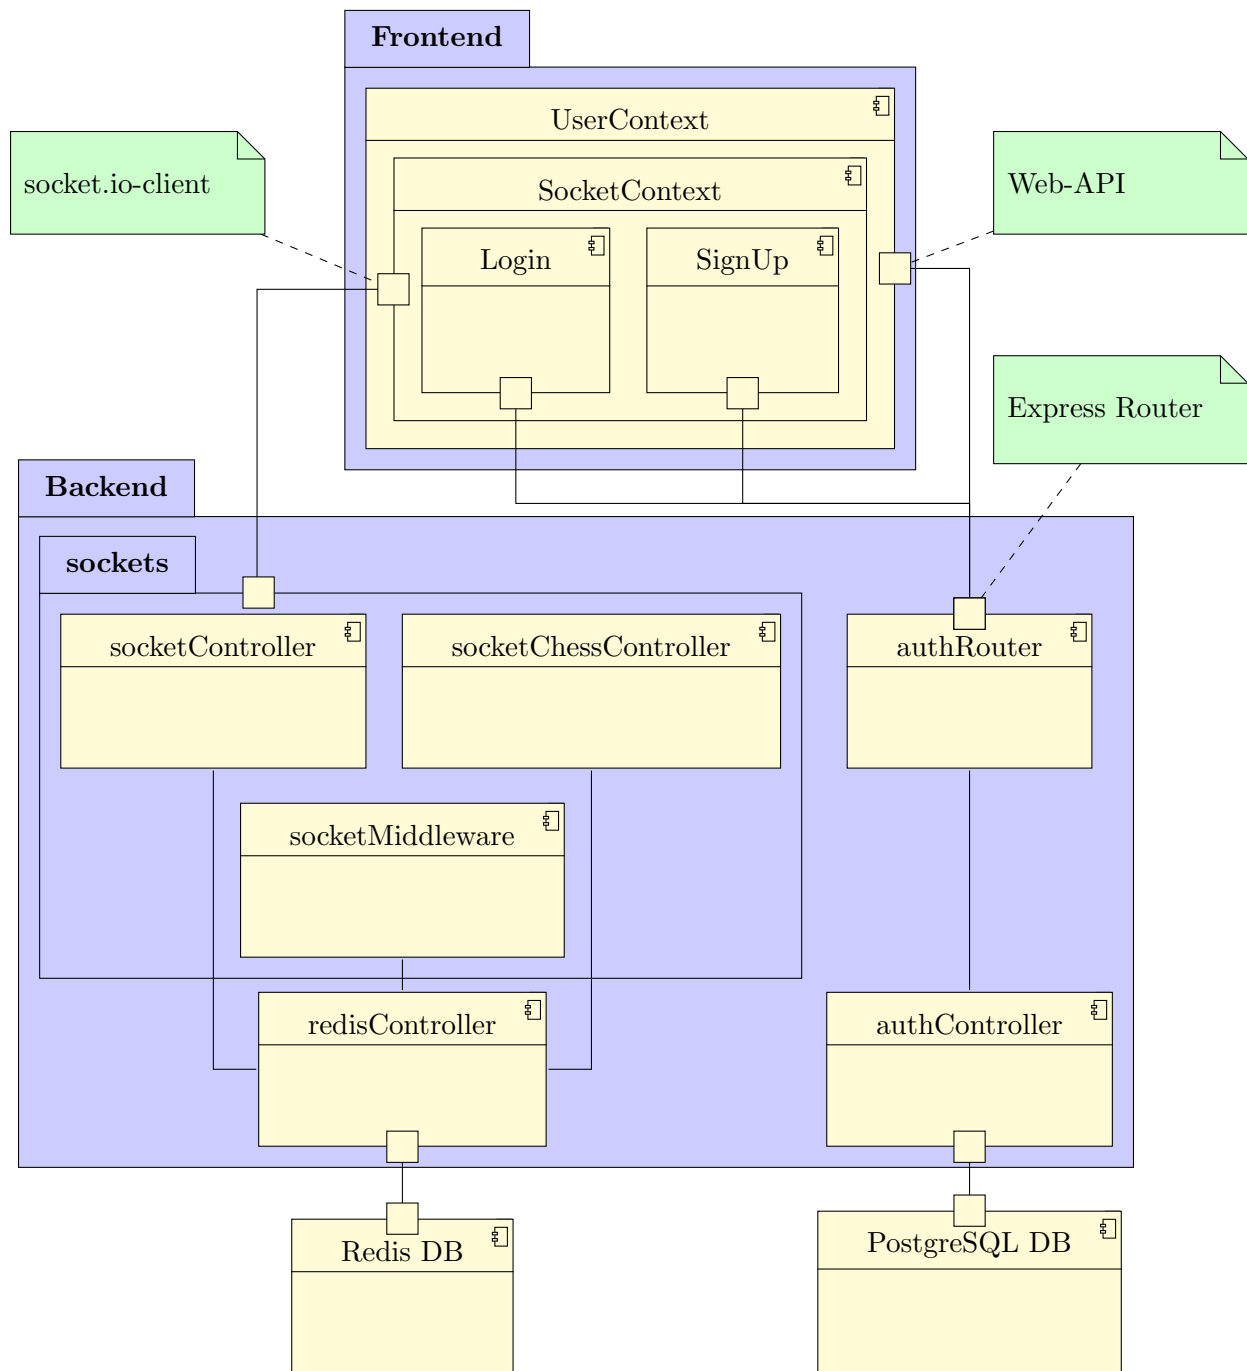 Frontend
UserContext
socket.io-client
Web-API
SocketContext
Login
SignUp
Express Router
Backend
sockets
socketController
socketChessController
authRouter
socketMiddleware
redisController
authController
Redis DB
PostgreSQL DB